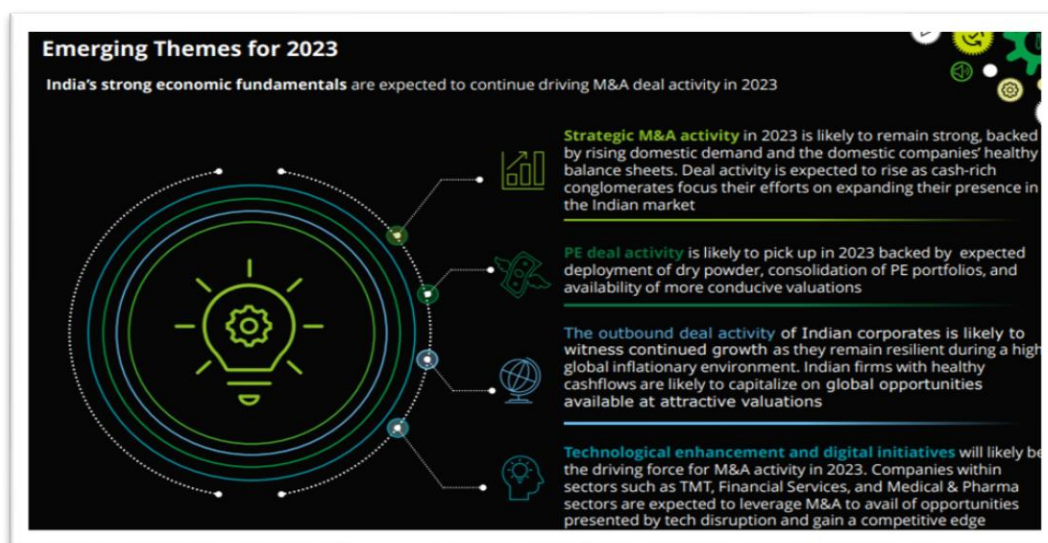 Emerging Themes for 2023
India's strong economic fundamentals are expected to continue driving M&A deal activity in 2023
Strategic M&A activity in 2023 is likely to remain strong, backed
by rising domestic demand and the domestic companies' healthy
balance sheets. Deal activity is expected to rise as cash-rich
conglomerates focus their efforts on expanding their presence in
the Indian market
PE deal activity is likely to pick up in 2023 backed by expected
deployment of dry powder, consolidation of PE portfolios, and
availability of more conducive valuations
The outbound deal activity of Indian corporates is likely to
witness continued growth as they remain resilient during a high
global inflationary environment. Indian firms with healthy
cashflows are likely to capitalize on global opportunities
available at attractive valuations
Technological enhancement and digital initiatives will likely be
the driving force for M&A activity in 2023. Companies within
sectors such as TMT, Financial Services, and Medical & Pharma
sectors are expected to leverage M&A to avail of opportunities
presented by tech disruption and gain a competitive edge